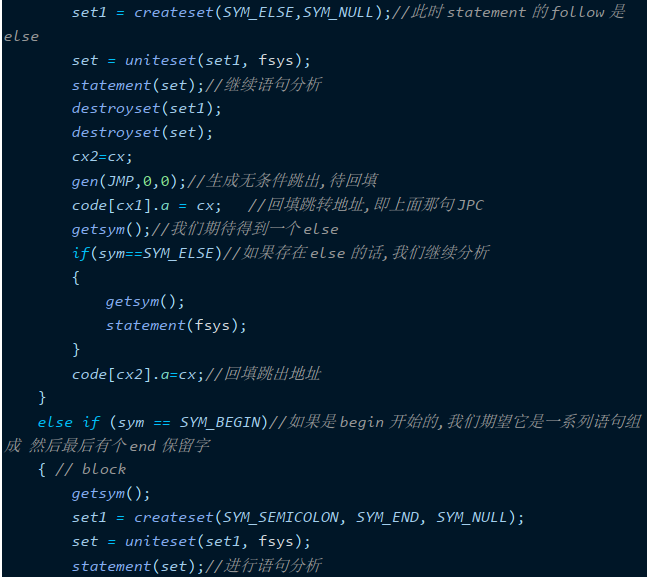 set1 = createset(SYM_ELSE,SYM_NULL);//此时 statement 的 follow 是
else
set = uniteset(set1, fsys);
statement(set);//继续语句分析
destroyset(set1);
destroyset(set);
cx2=cx;
gen(JMP,0,0);//生成无条件跳出,待回填
code[cx1].a = cx;   //回填跳转地址,即上面那句 JPC
getsym();//我们期待得到一个 else
if(sym==SYM_ELSE)//如果存在 else 的话,我们继续分析
{
getsym();
statement(fsys);
}
code[cx2].a=cx;//回填跳出地址
}
else if (sym == SYM_BEGIN)//如果是 begin 开始的,我们期望它是一系列语句组
成 然后最后有个 end 保留字
{ // block
getsym();
set1 = createset(SYM_SEMICOLON, SYM_END, SYM_NULL);
set = uniteset(set1, fsys);
statement(set);//进行语句分析